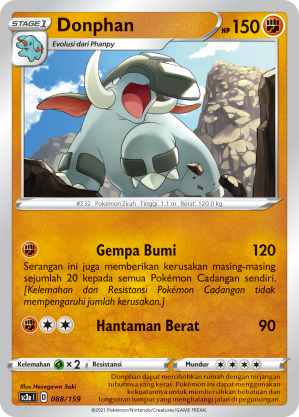 STAGE 1 Donphan HP 150
Evolusi dari Phanpy
#232 Pokémon Zirah Tinggi: 1.1 m Berat: 120.0 kg
Gempa Bumi 120
Serangan ini juga memberikan kerusakan masing-masing
sejumlah 20 kepada semua Pokémon Cadangan sendiri.
[Kelemahan dan Resistansi Pokémon Cadangan tidak
mempengaruhi jumlah kerusakan.]
Hantaman Berat 90
Kelemahan ×2 Resistansi Mundur
Illus. Hasegawa Saki
sc3a I D 088/159
Donphan dapat merobohkan rumah dengan terjangan
tubuhnya yang keras. Pokémon ini menggunakan
kekuatannya untuk membersihkan bebatuan dan
longsoran lumpur yang menghalangi jalan di pegunungan.
©2021 Pokémon/Nintendo/Creatures/GAME FREAK.